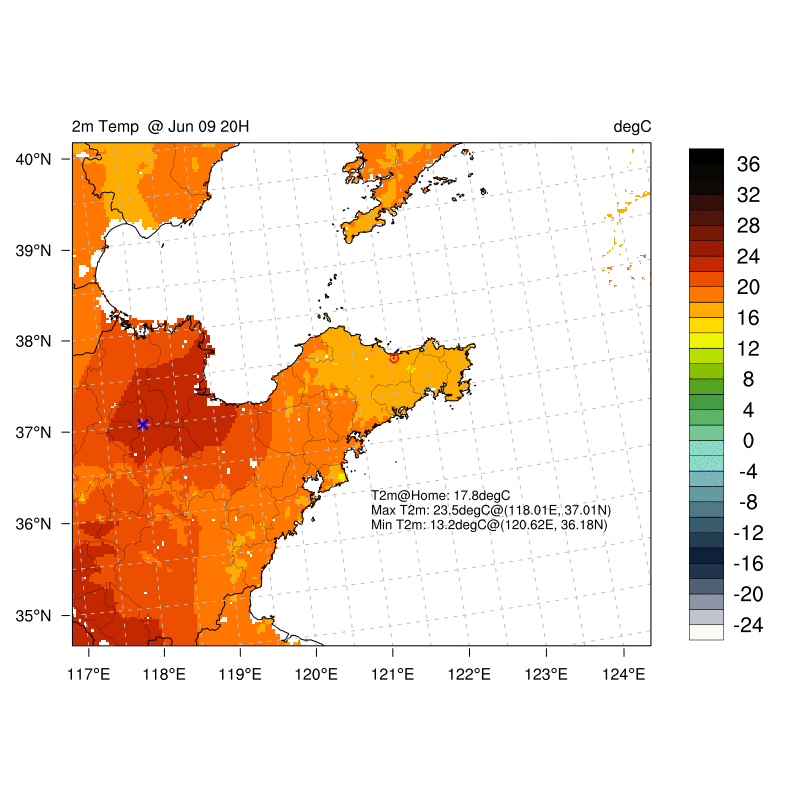 2m Temp @ Jun 09 20H
degC
40°N
39°N
38°N
37°N
36°N
35°N
117°E
118°E
119°E
120°E
121°E
122°E
123°E
124°E
T2m@Home: 17.8degC
Max T2m: 23.5degC@(118.01E, 37.01N)
Min T2m: 13.2degC@(120.62E, 36.18N)
36
32
28
24
20
16
12
8
4
0
-4
-8
-12
-16
-20
-24